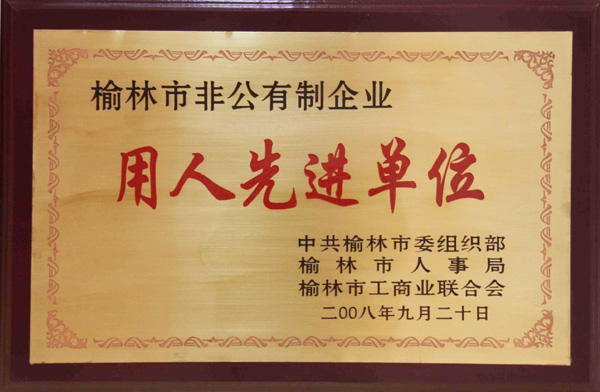 榆林市非公有制企业
用人先进单位
中共榆林市委组织部
榆林市人事局
榆林市工商业联合会
二00八年九月二十日